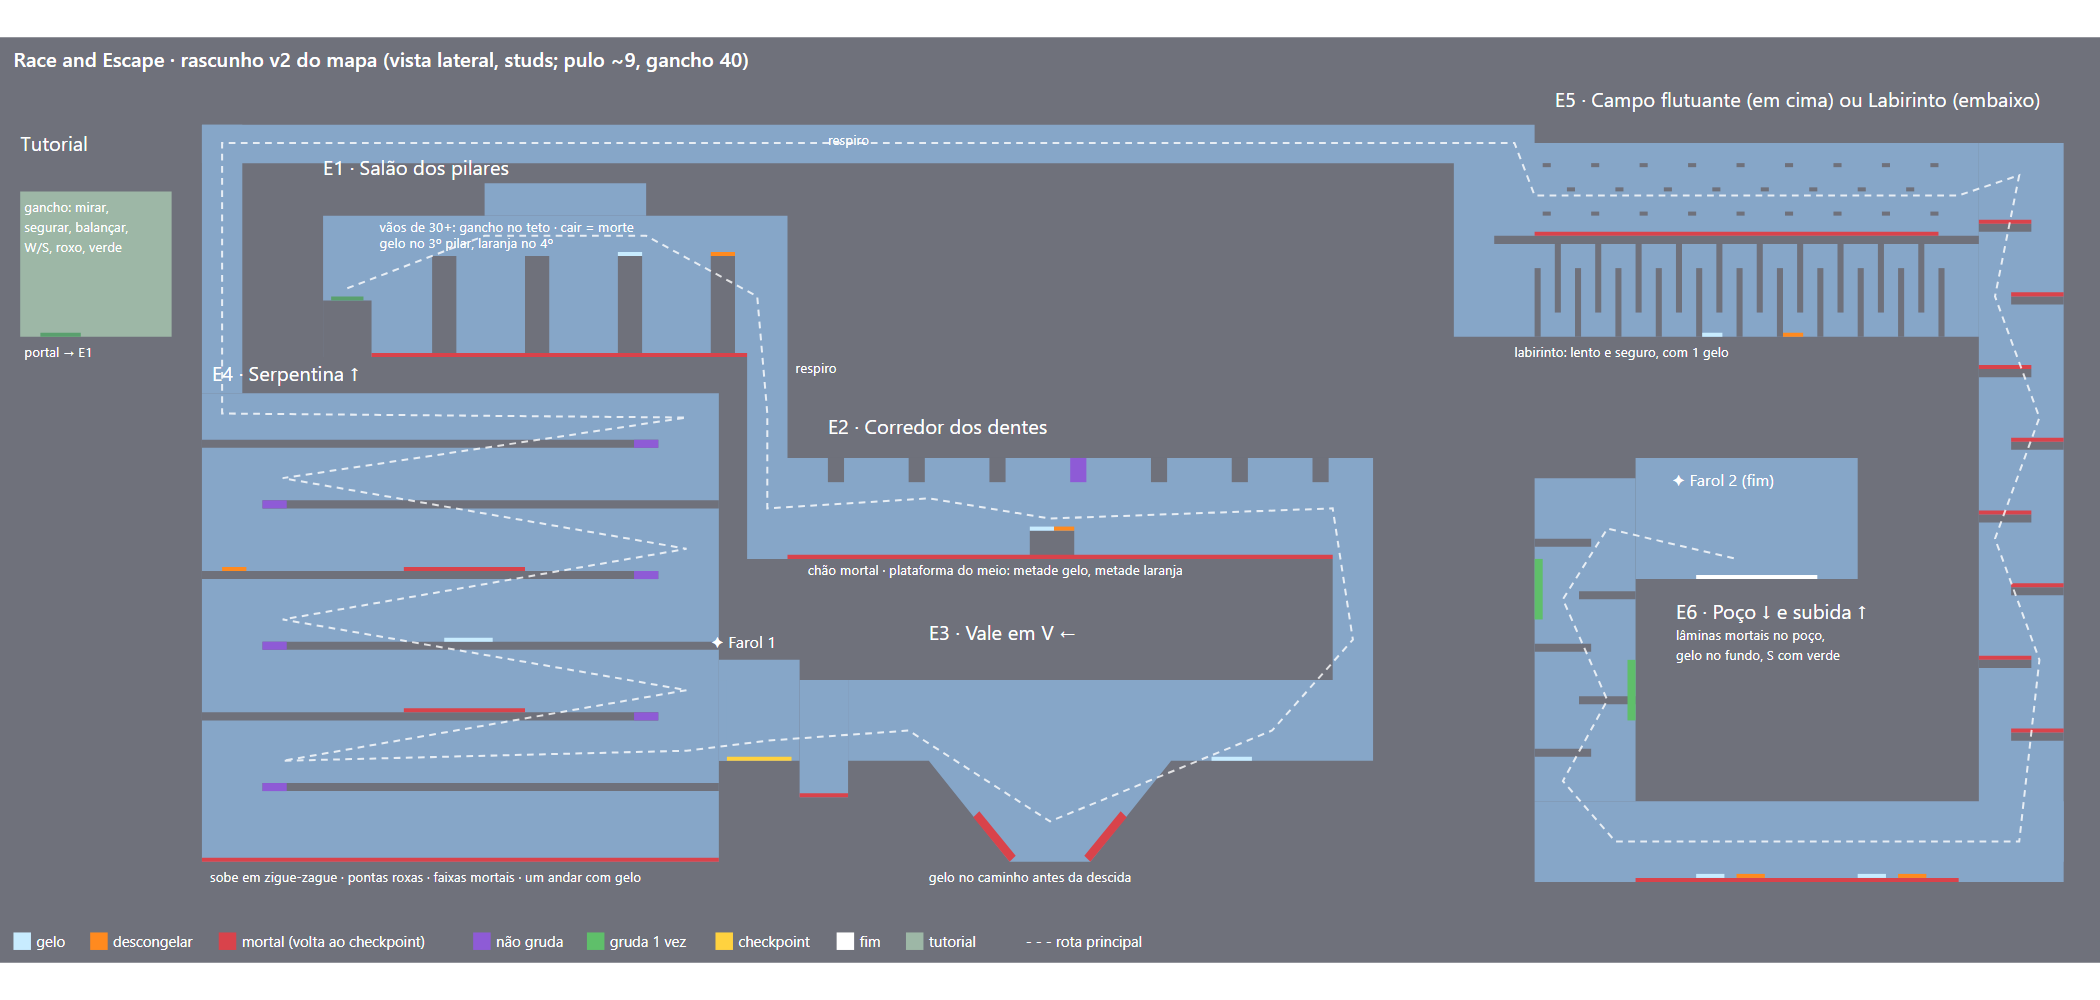 Race and Escape · rascunho v2 do mapa (vista lateral, studs; pulo ~9, gancho 40)
E5 · Campo flutuante (em cima) ou Labirinto (embaixo)
Tutorial
respiro
E1 · Salão dos pilares
gancho: mirar,
segurar, balançar,
W/S, roxo, verde
vãos de 30+: gancho no teto · cair = morte
gelo no 3º pilar, laranja no 4º
portal → E1
labirinto: lento e seguro, com 1 gelo
respiro
E4 · Serpentina ↑
E2 · Corredor dos dentes
✦ Farol 2 (fim)
chão mortal · plataforma do meio: metade gelo, metade laranja
E6 · Poço ↓ e subida ↑
lâminas mortais no poço,
gelo no fundo, S com verde
E3 · Vale em V ←
✦ Farol 1
sobe em zigue-zague · pontas roxas · faixas mortais · um andar com gelo
gelo no caminho antes da descida
gelo
descongelar
mortal (volta ao checkpoint)
não gruda
gruda 1 vez
checkpoint
fim
tutorial
- - - rota principal